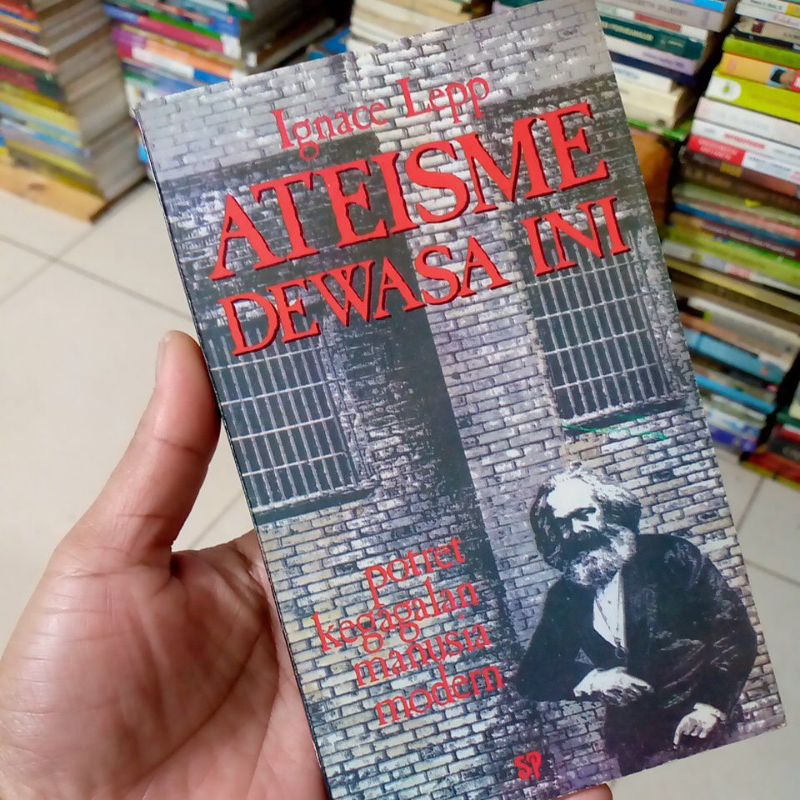 Ignace Lepp
ATEISME
DEWASA INI
potret
kegagalan
manusia
modern
SP